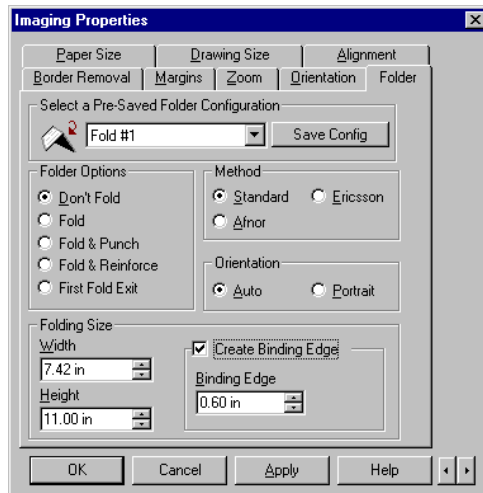 Imaging Properties
Paper Size Drawing Size Alignment
Border Removal Margins Zoom Orientation Folder
Select a Pre-Saved Folder Configuration
Fold #1 Save Config
Folder Options Method
Don't Fold Standard Ericsson
Fold Afnor
Fold & Punch
Fold & Reinforce Orientation
First Fold Exit Auto Portrait
Folding Size
Width Create Binding Edge
7.42 in Binding Edge
Height 0.60 in
11.00 in
OK Cancel Apply Help